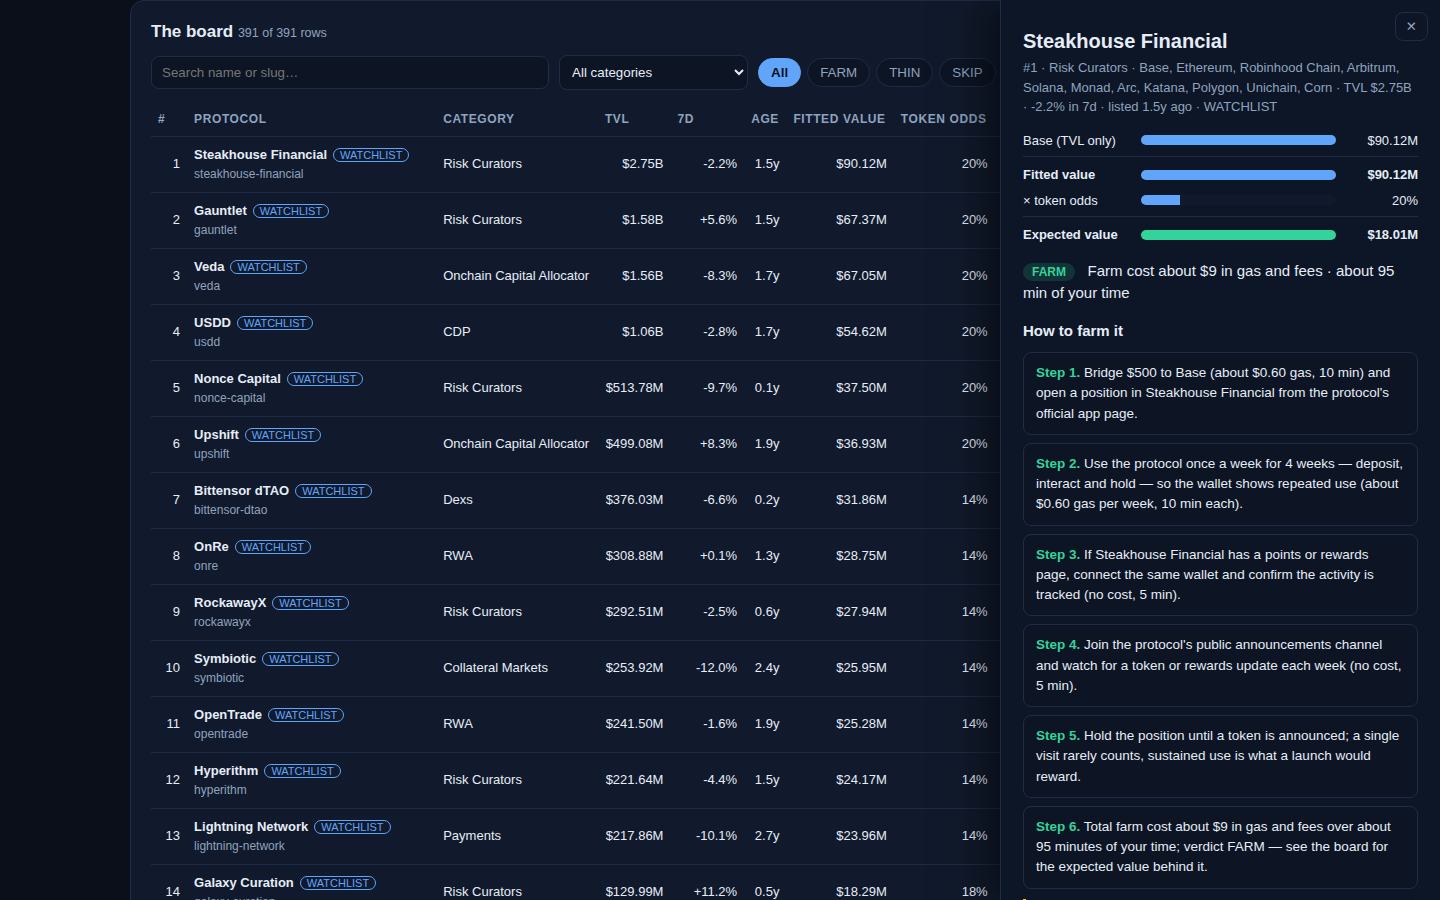 The board 391 of 391 rows
Search name or slug…
All categories
All FARM THIN SKIP
# PROTOCOL CATEGORY TVL 7D AGE FITTED VALUE TOKEN ODDS
1 Steakhouse Financial WATCHLIST Risk Curators $2.75B -2.2% 1.5y $90.12M 20%
steakhouse-financial
2 Gauntlet WATCHLIST Risk Curators $1.58B +5.6% 1.5y $67.37M 20%
gauntlet
3 Veda WATCHLIST Onchain Capital Allocator $1.56B -8.3% 1.7y $67.05M 20%
veda
4 USDD WATCHLIST CDP $1.06B -2.8% 1.7y $54.62M 20%
usdd
5 Nonce Capital WATCHLIST Risk Curators $513.78M -9.7% 0.1y $37.50M 20%
nonce-capital
6 Upshift WATCHLIST Onchain Capital Allocator $499.08M +8.3% 1.9y $36.93M 20%
upshift
7 Bittensor dTAO WATCHLIST Dexs $376.03M -6.6% 0.2y $31.86M 14%
bittensor-dtao
8 OnRe WATCHLIST RWA $308.88M +0.1% 1.3y $28.75M 14%
onre
9 RockawayX WATCHLIST Risk Curators $292.51M -2.5% 0.6y $27.94M 14%
rockawayx
10 Symbiotic WATCHLIST Collateral Markets $253.92M -12.0% 2.4y $25.95M 14%
symbiotic
11 OpenTrade WATCHLIST RWA $241.50M -1.6% 1.9y $25.28M 14%
opentrade
12 Hyperithm WATCHLIST Risk Curators $221.64M -4.4% 1.5y $24.17M 14%
hyperithm
13 Lightning Network WATCHLIST Payments $217.86M -10.1% 2.7y $23.96M 14%
lightning-network
14 Galaxy Curation WATCHLIST Risk Curators $129.99M +11.2% 0.5y $18.29M 18%
×
Steakhouse Financial
#1 · Risk Curators · Base, Ethereum, Robinhood Chain, Arbitrum,
Solana, Monad, Arc, Katana, Polygon, Unichain, Corn · TVL $2.75B
· -2.2% in 7d · listed 1.5y ago · WATCHLIST
Base (TVL only) $90.12M
Fitted value $90.12M
× token odds 20%
Expected value $18.01M
FARM Farm cost about $9 in gas and fees · about 95
min of your time
How to farm it
Step 1. Bridge $500 to Base (about $0.60 gas, 10 min) and
open a position in Steakhouse Financial from the protocol's
official app page.
Step 2. Use the protocol once a week for 4 weeks — deposit,
interact and hold — so the wallet shows repeated use (about
$0.60 gas per week, 10 min each).
Step 3. If Steakhouse Financial has a points or rewards
page, connect the same wallet and confirm the activity is
tracked (no cost, 5 min).
Step 4. Join the protocol's public announcements channel
and watch for a token or rewards update each week (no cost,
5 min).
Step 5. Hold the position until a token is announced; a single
visit rarely counts, sustained use is what a launch would
reward.
Step 6. Total farm cost about $9 in gas and fees over about
95 minutes of your time; verdict FARM — see the board for
the expected value behind it.